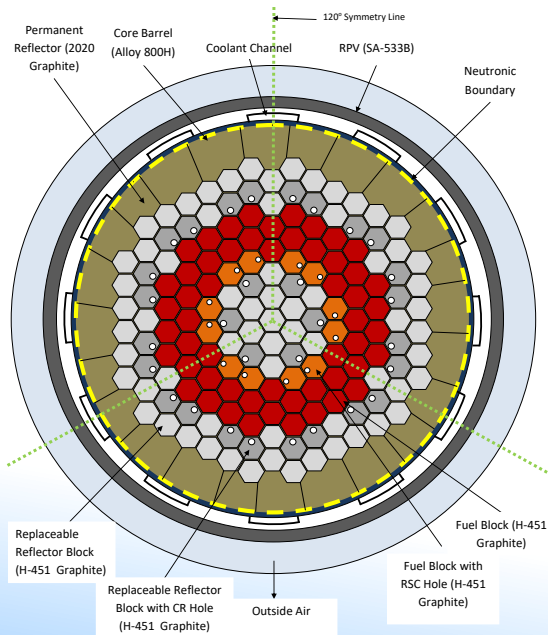 120° Symmetry Line
Permanent
Reflector (2020
Graphite)
Core Barrel
(Alloy 800H)
Coolant Channel
RPV (SA-533B)
Neutronic
Boundary
Replaceable
Reflector Block
(H-451 Graphite)
Replaceable Reflector
Block with CR Hole
(H-451 Graphite)
Outside Air
Fuel Block with
RSC Hole (H-451
Graphite)
Fuel Block (H-451
Graphite)